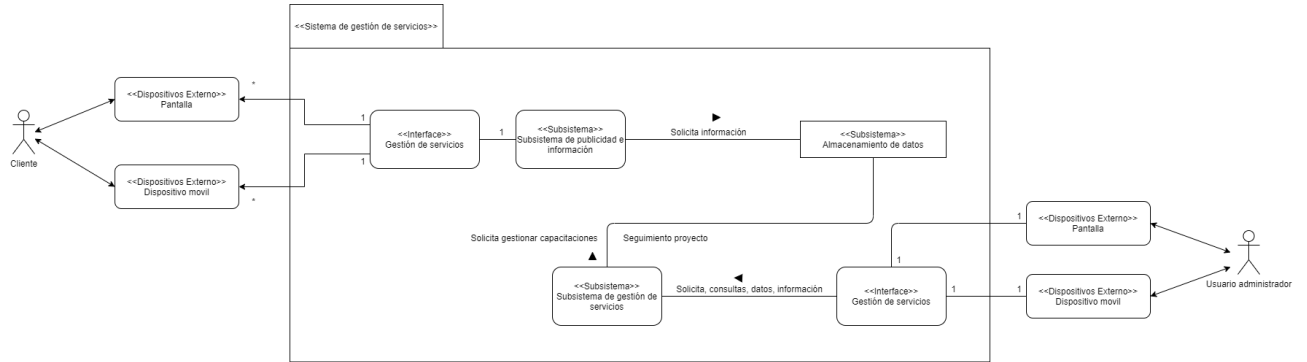 <<Sistema de gestión de servicios>>
<<Dispositivos Externo>>
Pantalla
*
1
<<Interface>>
Gestión de servicios
1
1
<<Subsistema>>
Subsistema de publicidad e
información
Solicita información
<<Subsistema>>
Almacenamiento de datos
Cliente
<<Dispositivos Externo>>
Dispositivo movil
*
Solicita gestionar capacitaciones
Seguimiento proyecto
1
<<Dispositivos Externo>>
Pantalla
1
<<Subsistema>>
Subsistema de gestión de
servicios
Solicita, consultas, datos, información
<<Interface>>
Gestión de servicios
1
1
<<Dispositivos Externo>>
Dispositivo movil
Usuario administrador